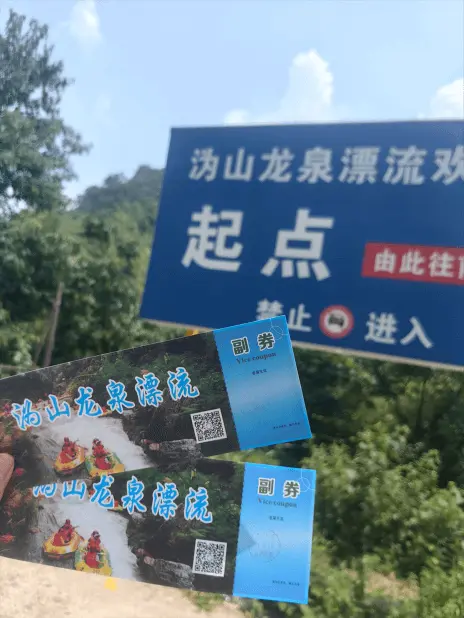 沩山龙泉漂流欢
起点
由此往前
禁止 进入
沩山龙泉漂流
副券
Vice coupon
沩山龙泉漂流
副券
Vice coupon